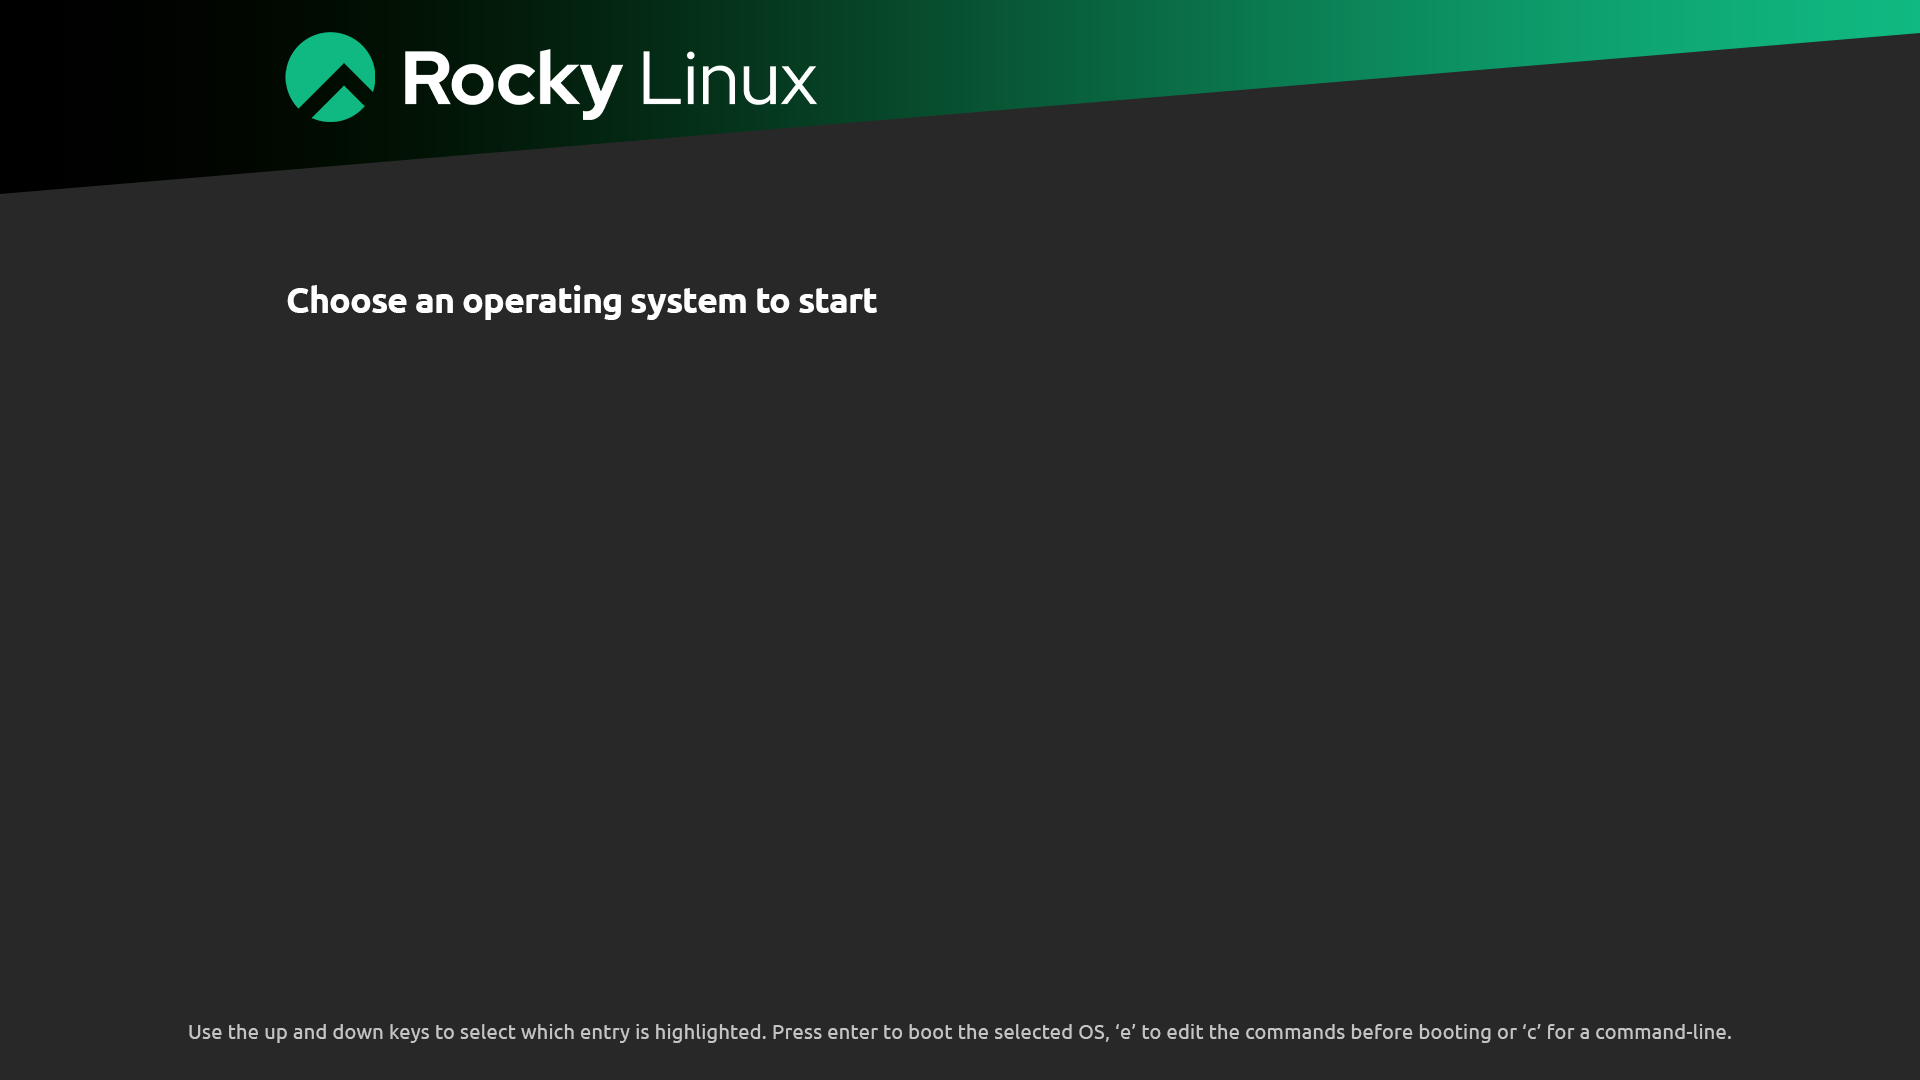 Rocky Linux
Choose an operating system to start
Use the up and down keys to select which entry is highlighted. Press enter to boot the selected OS, ‘e’ to edit the commands before booting or ‘c’ for a command-line.